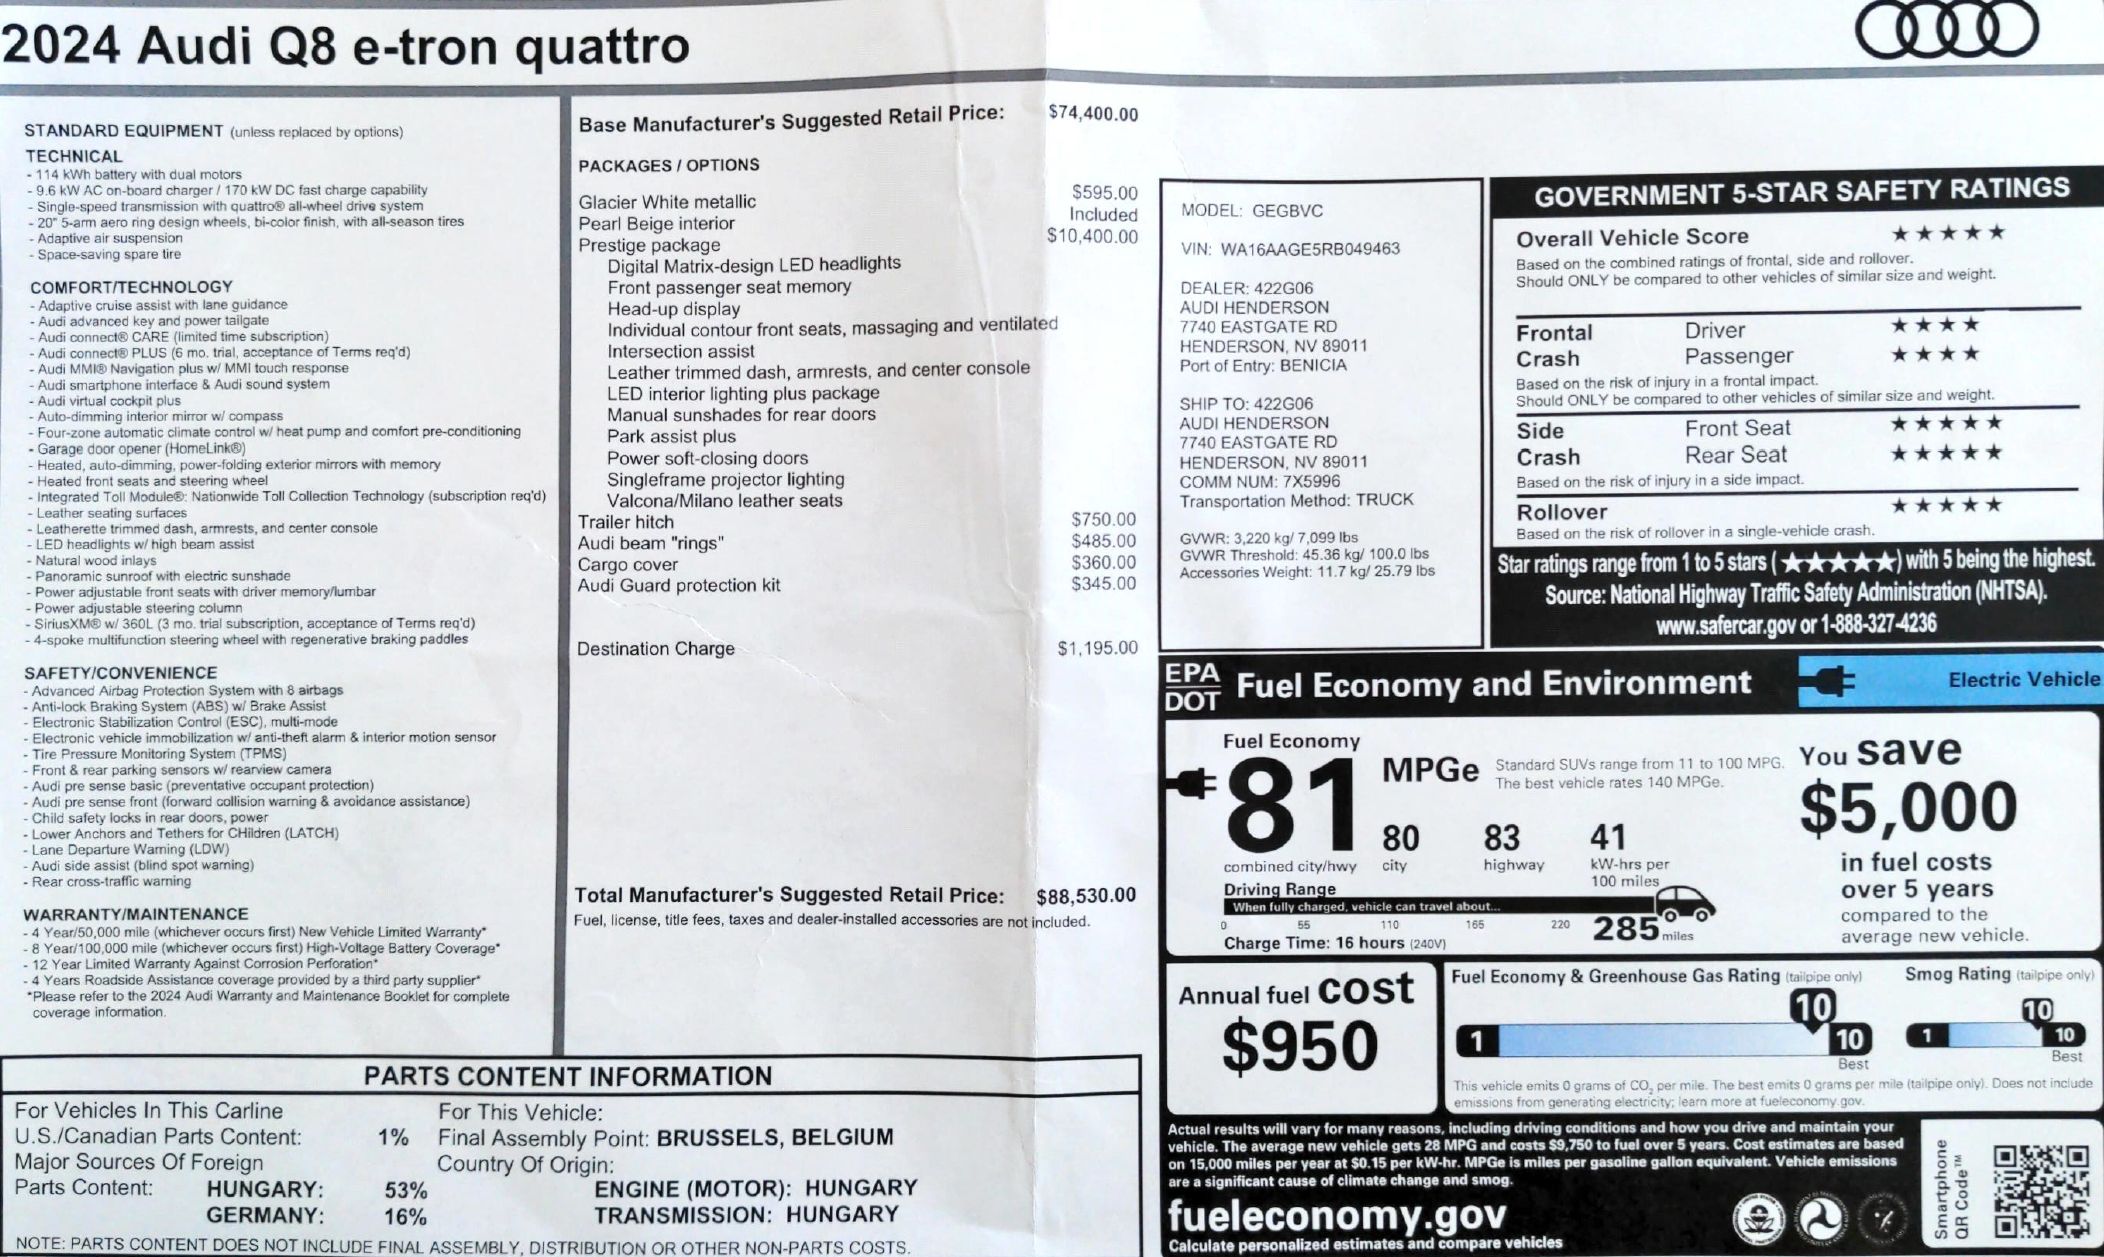 2024 Audi Q8 e-tron quattro
STANDARD EQUIPMENT (unless replaced by options)
TECHNICAL
- 114 kWh battery with dual motors
- 9.6 kW AC on-board charger / 170 kW DC fast charge capability
- Single-speed transmission with quattro® all-wheel drive system
- 20" 5-arm aero ring design wheels, bi-color finish, with all-season tires
- Adaptive air suspension
- Space-saving spare tire
COMFORT/TECHNOLOGY
- Adaptive cruise assist with lane guidance
- Audi advanced key and power tailgate
- Audi connect® CARE (limited time subscription)
- Audi connect® PLUS (6 mo. trial, acceptance of Terms req'd)
- Audi MMI® Navigation plus w/ MMI touch response
- Audi smartphone interface & Audi sound system
- Audi virtual cockpit plus
- Auto-dimming interior mirror w/ compass
- Four-zone automatic climate control w/ heat pump and comfort pre-conditioning
- Garage door opener (HomeLink®)
- Heated, auto-dimming, power-folding exterior mirrors with memory
- Heated front seats and steering wheel
- Integrated Toll Module®: Nationwide Toll Collection Technology (subscription req'd)
- Leather seating surfaces
- Leatherette trimmed dash, armrests, and center console
- LED headlights w/ high beam assist
- Natural wood inlays
- Panoramic sunroof with electric sunshade
- Power adjustable front seats with driver memory/lumbar
- Power adjustable steering column
- SiriusXM® w/ 360L (3 mo. trial subscription, acceptance of Terms req'd)
- 4-spoke multifunction steering wheel with regenerative braking paddles
SAFETY/CONVENIENCE
- Advanced Airbag Protection System with 8 airbags
- Anti-lock Braking System (ABS) w/ Brake Assist
- Electronic Stabilization Control (ESC), multi-mode
- Electronic vehicle immobilization w/ anti-theft alarm & interior motion sensor
- Tire Pressure Monitoring System (TPMS)
- Front & rear parking sensors w/ rearview camera
- Audi pre sense basic (preventative occupant protection)
- Audi pre sense front (forward collision warning & avoidance assistance)
- Child safety locks in rear doors, power
- Lower Anchors and Tethers for CHildren (LATCH)
- Lane Departure Warning (LDW)
- Audi side assist (blind spot warning)
- Rear cross-traffic warning
WARRANTY/MAINTENANCE
- 4 Year/50,000 mile (whichever occurs first) New Vehicle Limited Warranty*
- 8 Year/100,000 mile (whichever occurs first) High-Voltage Battery Coverage*
- 12 Year Limited Warranty Against Corrosion Perforation*
- 4 Years Roadside Assistance coverage provided by a third party supplier*
*Please refer to the 2024 Audi Warranty and Maintenance Booklet for complete
coverage information.
Base Manufacturer's Suggested Retail Price: $74,400.00
PACKAGES / OPTIONS
Glacier White metallic $595.00
Pearl Beige interior Included
Prestige package $10,400.00
Digital Matrix-design LED headlights
Front passenger seat memory
Head-up display
Individual contour front seats, massaging and ventilated
Intersection assist
Leather trimmed dash, armrests, and center console
LED interior lighting plus package
Manual sunshades for rear doors
Park assist plus
Power soft-closing doors
Singleframe projector lighting
Valcona/Milano leather seats
Trailer hitch $750.00
Audi beam "rings" $485.00
Cargo cover $360.00
Audi Guard protection kit $345.00
Destination Charge $1,195.00
Total Manufacturer's Suggested Retail Price: $88,530.00
Fuel, license, title fees, taxes and dealer-installed accessories are not included.
MODEL: GEGBVC
VIN: WA16AAGE5RB049463
DEALER: 422G06
AUDI HENDERSON
7740 EASTGATE RD
HENDERSON, NV 89011
Port of Entry: BENICIA
SHIP TO: 422G06
AUDI HENDERSON
7740 EASTGATE RD
HENDERSON, NV 89011
COMM NUM: 7X5996
Transportation Method: TRUCK
GVWR: 3,220 kg/ 7,099 lbs
GVWR Threshold: 45.36 kg/ 100.0 lbs
Accessories Weight: 11.7 kg/ 25.79 lbs
GOVERNMENT 5-STAR SAFETY RATINGS
Overall Vehicle Score ★★★★★
Based on the combined ratings of frontal, side and rollover.
Should ONLY be compared to other vehicles of similar size and weight.
Frontal Driver ★★★★
Crash Passenger ★★★★
Based on the risk of injury in a frontal impact.
Should ONLY be compared to other vehicles of similar size and weight.
Side Front Seat ★★★★★
Crash Rear Seat ★★★★★
Based on the risk of injury in a side impact.
Rollover ★★★★★
Based on the risk of rollover in a single-vehicle crash.
Star ratings range from 1 to 5 stars (★★★★★) with 5 being the highest.
Source: National Highway Traffic Safety Administration (NHTSA).
www.safercar.gov or 1-888-327-4236
EPA
DOT
Fuel Economy and Environment
Electric Vehicle
Fuel Economy
81 MPGe
Standard SUVs range from 11 to 100 MPG.
The best vehicle rates 140 MPGe.
80 83 41
combined city/hwy city highway kW-hrs per
100 miles
Driving Range
When fully charged, vehicle can travel about...
0 55 110 165 220 285 miles
Charge Time: 16 hours (240V)
You save
$5,000
in fuel costs
over 5 years
compared to the
average new vehicle.
Annual fuel cost
$950
Fuel Economy & Greenhouse Gas Rating (tailpipe only)
10
1 10
Best
Smog Rating (tailpipe only)
10
1 10
Best
This vehicle emits 0 grams of CO2 per mile. The best emits 0 grams per mile (tailpipe only). Does not include
emissions from generating electricity; learn more at fueleconomy.gov.
Actual results will vary for many reasons, including driving conditions and how you drive and maintain your
vehicle. The average new vehicle gets 28 MPG and costs $9,750 to fuel over 5 years. Cost estimates are based
on 15,000 miles per year at $0.15 per kW-hr. MPGe is miles per gasoline gallon equivalent. Vehicle emissions
are a significant cause of climate change and smog.
fueleconomy.gov
Calculate personalized estimates and compare vehicles
Smartphone
QR Code™
PARTS CONTENT INFORMATION
For Vehicles In This Carline
U.S./Canadian Parts Content: 1%
Major Sources Of Foreign
Parts Content: HUNGARY: 53%
GERMANY: 16%
For This Vehicle:
Final Assembly Point: BRUSSELS, BELGIUM
Country Of Origin:
ENGINE (MOTOR): HUNGARY
TRANSMISSION: HUNGARY
NOTE: PARTS CONTENT DOES NOT INCLUDE FINAL ASSEMBLY, DISTRIBUTION OR OTHER NON-PARTS COSTS.